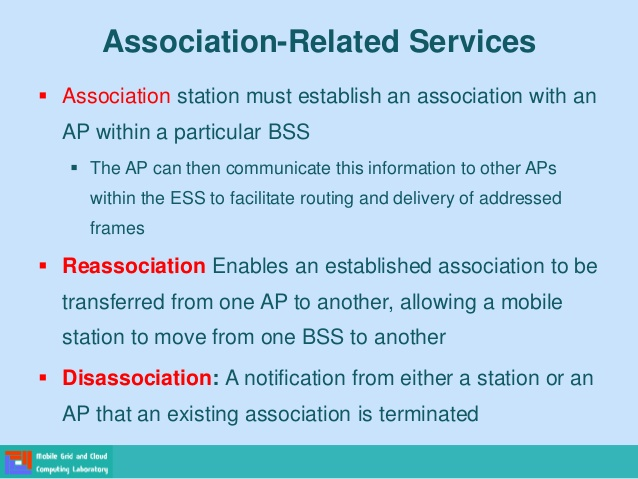 Association-Related Services
▪ Association station must establish an association with an
AP within a particular BSS
▪ The AP can then communicate this information to other APs
within the ESS to facilitate routing and delivery of addressed
frames
▪ Reassociation Enables an established association to be
transferred from one AP to another, allowing a mobile
station to move from one BSS to another
▪ Disassociation: A notification from either a station or an
AP that an existing association is terminated
Mobile Grid and Cloud
Computing Laboratory